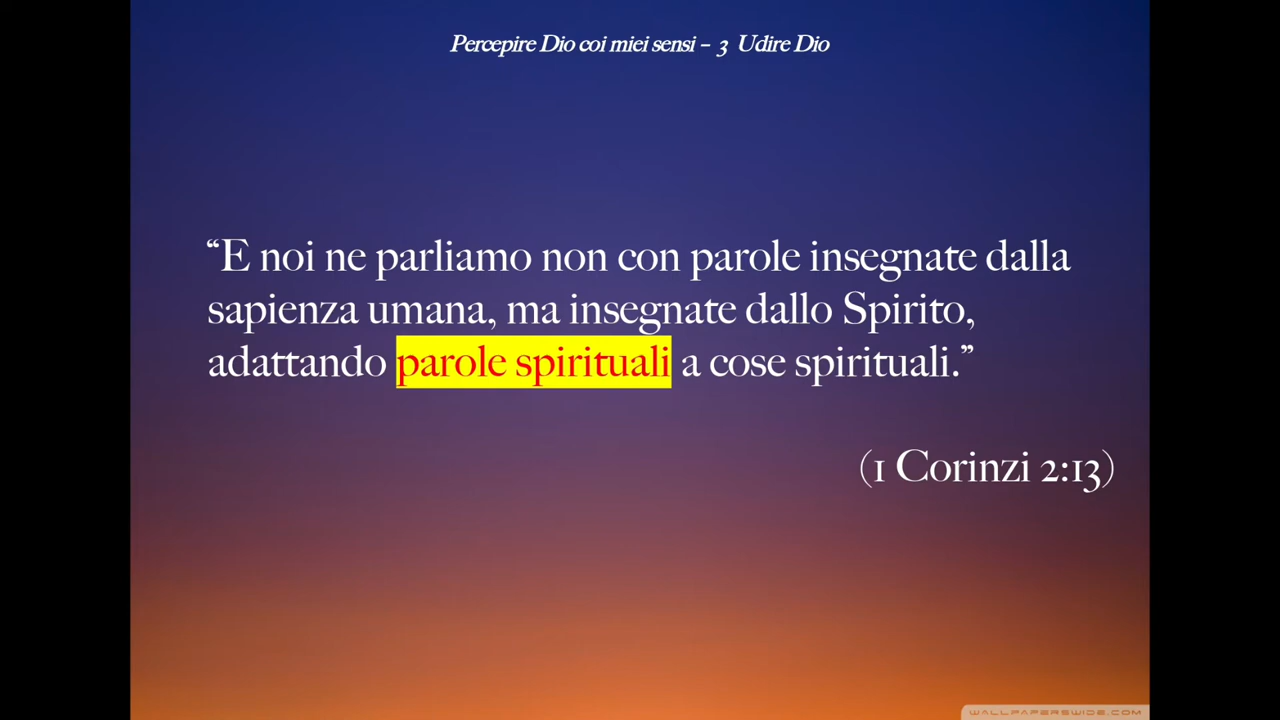 Percepire Dio coi miei sensi – 3 Udire Dio
“E noi ne parliamo non con parole insegnate dalla
sapienza umana, ma insegnate dallo Spirito,
adattando parole spirituali a cose spirituali.”
(1 Corinzi 2:13)
WALLPAPERSWIDE.COM